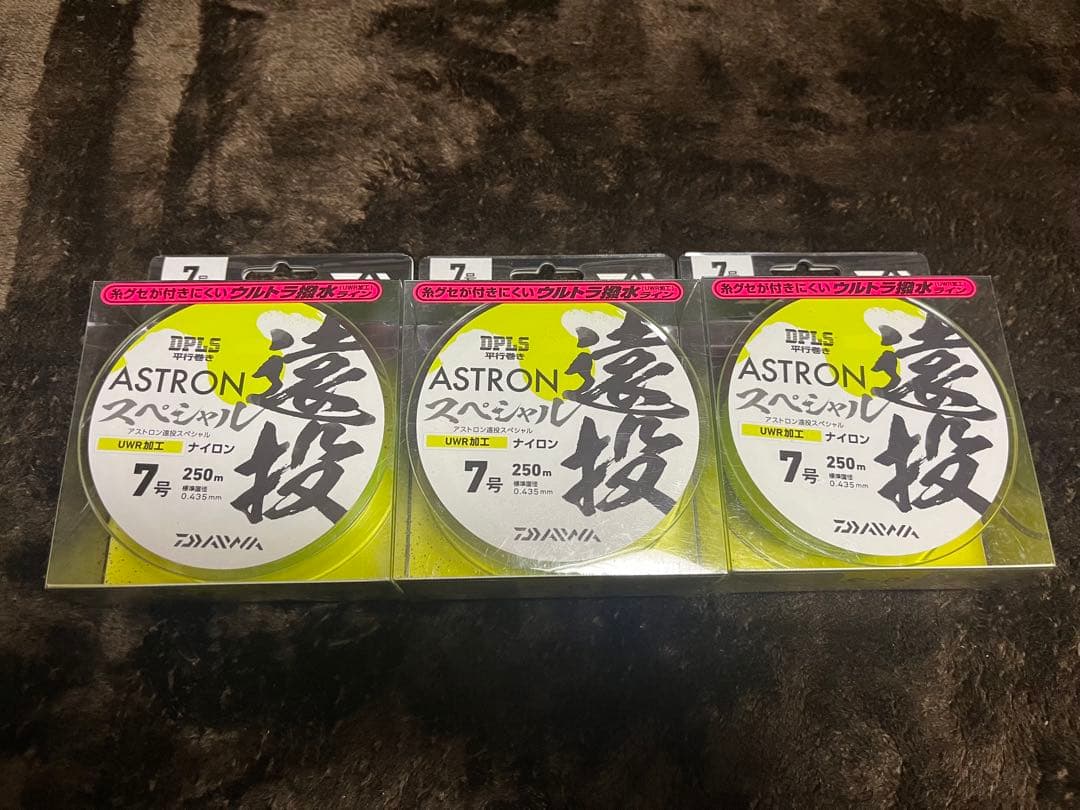 7号
糸グセが付きにくいウルトラ撥水(UWR加工)ライン
DPLS
平行巻き
ASTRON
遠投
スペシャル
アストロン遠投スペシャル
UWR加工 ナイロン
7号 250m
標準直径
0.435mm
DAIWA
7号
糸グセが付きにくいウルトラ撥水(UWR加工)ライン
DPLS
平行巻き
ASTRON
遠投
スペシャル
アストロン遠投スペシャル
UWR加工 ナイロン
7号 250m
標準直径
0.435mm
DAIWA
7号
糸グセが付きにくいウルトラ撥水(UWR加工)ライン
DPLS
平行巻き
ASTRON
遠投
スペシャル
アストロン遠投スペシャル
UWR加工 ナイロン
7号 250m
標準直径
0.435mm
DAIWA